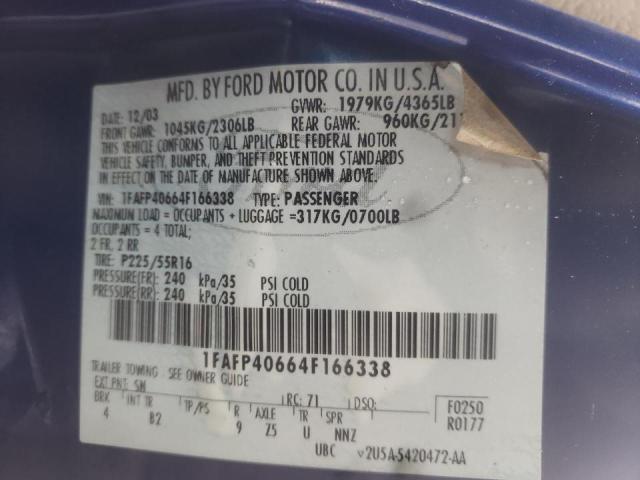 MFD. BY FORD MOTOR CO. IN U.S.A.
DATE: 12/03 GVWR: 1979KG/4365LB
FRONT GAWR: 1045KG/2306LB REAR GAWR: 960KG/211
THIS VEHICLE CONFORMS TO ALL APPLICABLE FEDERAL MOTOR
VEHICLE SAFETY, BUMPER, AND THEFT PREVENTION STANDARDS
IN EFFECT ON THE DATE OF MANUFACTURE SHOWN ABOVE.
VIN: 1FAFP40664F166338 TYPE: PASSENGER
MAXIMUM LOAD = OCCUPANTS + LUGGAGE =317KG/0700LB
OCCUPANTS = 4 TOTAL;
2 FR, 2 RR
TIRE: P225/55R16
PRESSURE(FR): 240 kPa/35 PSI COLD
PRESSURE(RR): 240 kPa/35 PSI COLD
1FAFP40664F166338
TRAILER TOWING: SEE OWNER GUIDE
EXT PNT: SN RC: 71 DSO: F0250
BRK INT TR TP/PS R AXLE TR SPR R0177
4 B2 9 Z5 U NNZ
UBC v2U5A-5420472-AA